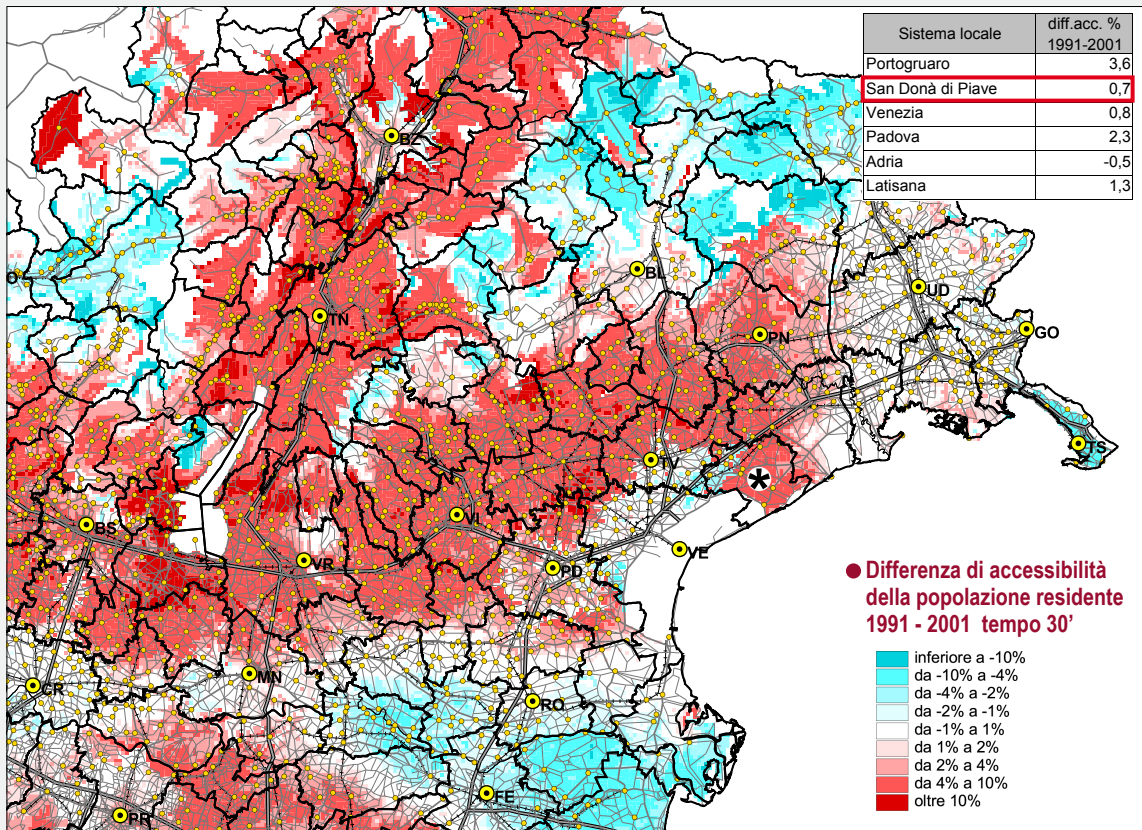 Sistema locale diff.acc. % 1991-2001
Portogruaro 3,6
San Donà di Piave 0,7
Venezia 0,8
Padova 2,3
Adria -0,5
Latisana 1,3
BZ
BL
UD
TN
PN
GO
TV
TS
*
BS
VI
VR
PD
VE
MN
CR
RO
FE
PR
Differenza di accessibilità
della popolazione residente
1991 - 2001 tempo 30'
inferiore a -10%
da -10% a -4%
da -4% a -2%
da -2% a -1%
da -1% a 1%
da 1% a 2%
da 2% a 4%
da 4% a 10%
oltre 10%